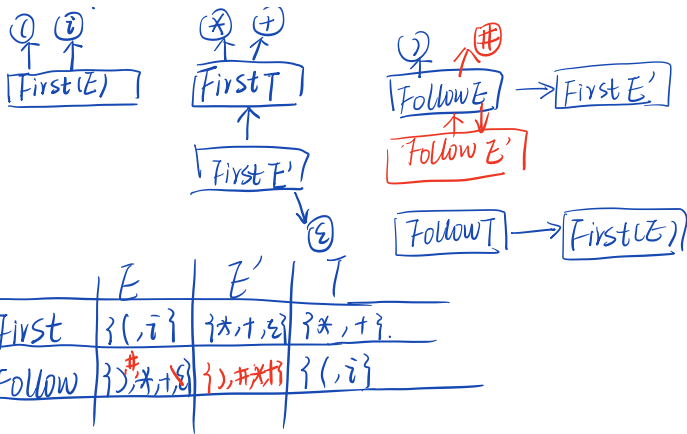 ( i * + ) #
First(E) First T Follow E First E'
First E' Follow E'
ε Follow T First(E)
E E' T
First {(, i} {*,+,ε} {*,+}.
Follow {),#,*,+,ε} {),#,*,+} {(, i}